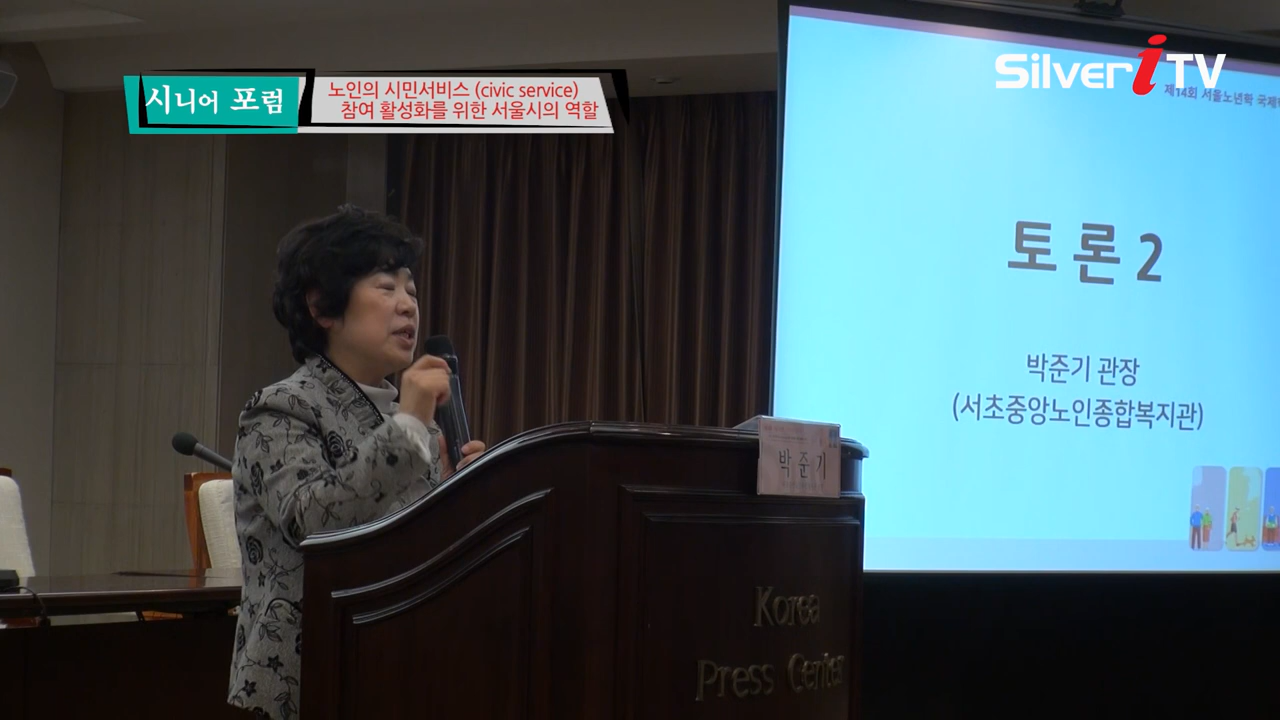 시니어 포럼
노인의 시민서비스 (civic service)
참여 활성화를 위한 서울시의 역할
Silver i TV
제14회 서울노년학 국제
토 론 2
박준기 관장
(서초중앙노인종합복지관)
박 준 기
Korea
Press Center